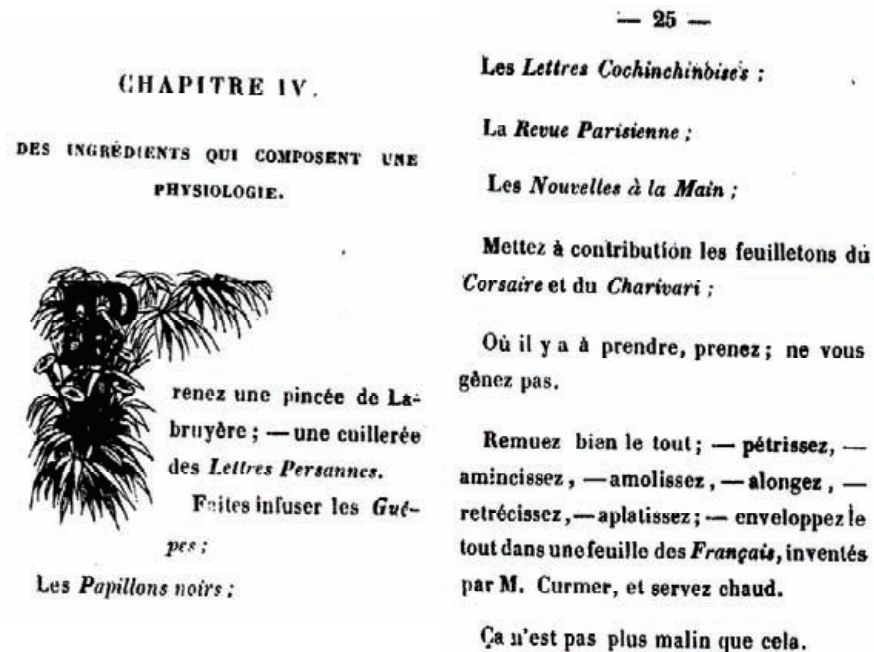 CHAPITRE IV.
DES INGRÉDIENTS QUI COMPOSENT UNE
PHYSIOLOGIE.
P
renez une pincée de La-
bruyère ; — une cuillerée
des Lettres Persannes.
Faites infuser les Guê-
pes ;
Les Papillons noirs ;
— 25 —
Les Lettres Cochinchinoises ;
La Revue Parisienne ;
Les Nouvelles à la Main ;
Mettez à contribution les feuilletons du
Corsaire et du Charivari ;
Où il y a à prendre, prenez ; ne vous
gênez pas.
Remuez bien le tout ; — pétrissez, —
amincissez, — amolissez, — alongez, —
retrécissez, — aplatissez ; — enveloppez le
tout dans une feuille des Français, inventés
par M. Curmer, et servez chaud.
Ça n'est pas plus malin que cela.